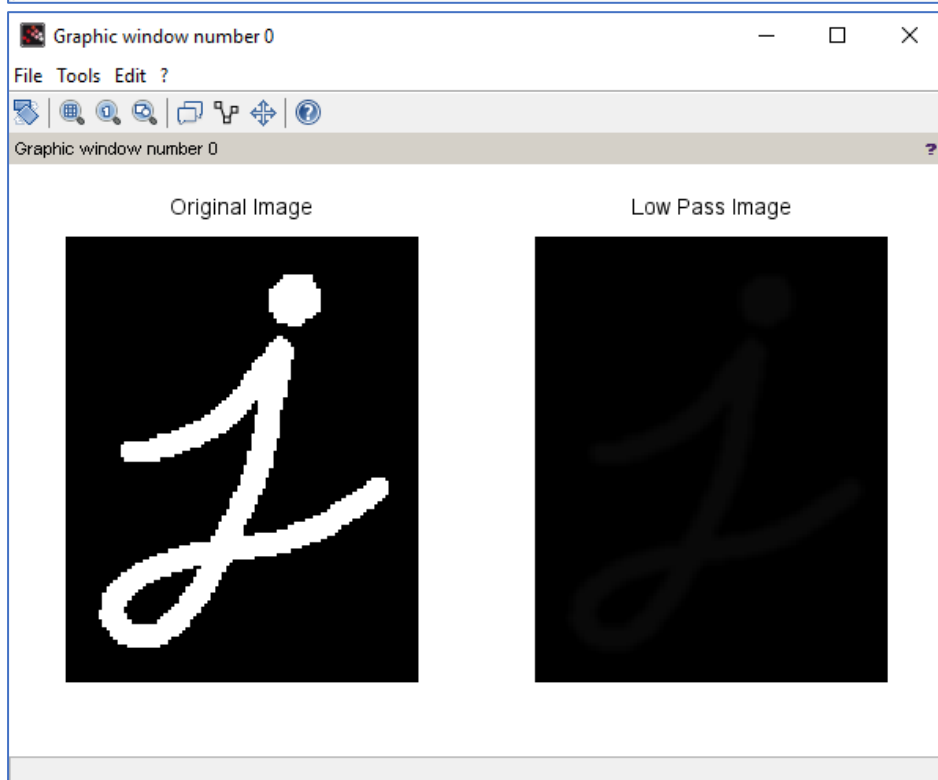 Graphic window number 0
File Tools Edit ?
Graphic window number 0 ?
Original Image Low Pass Image
j j